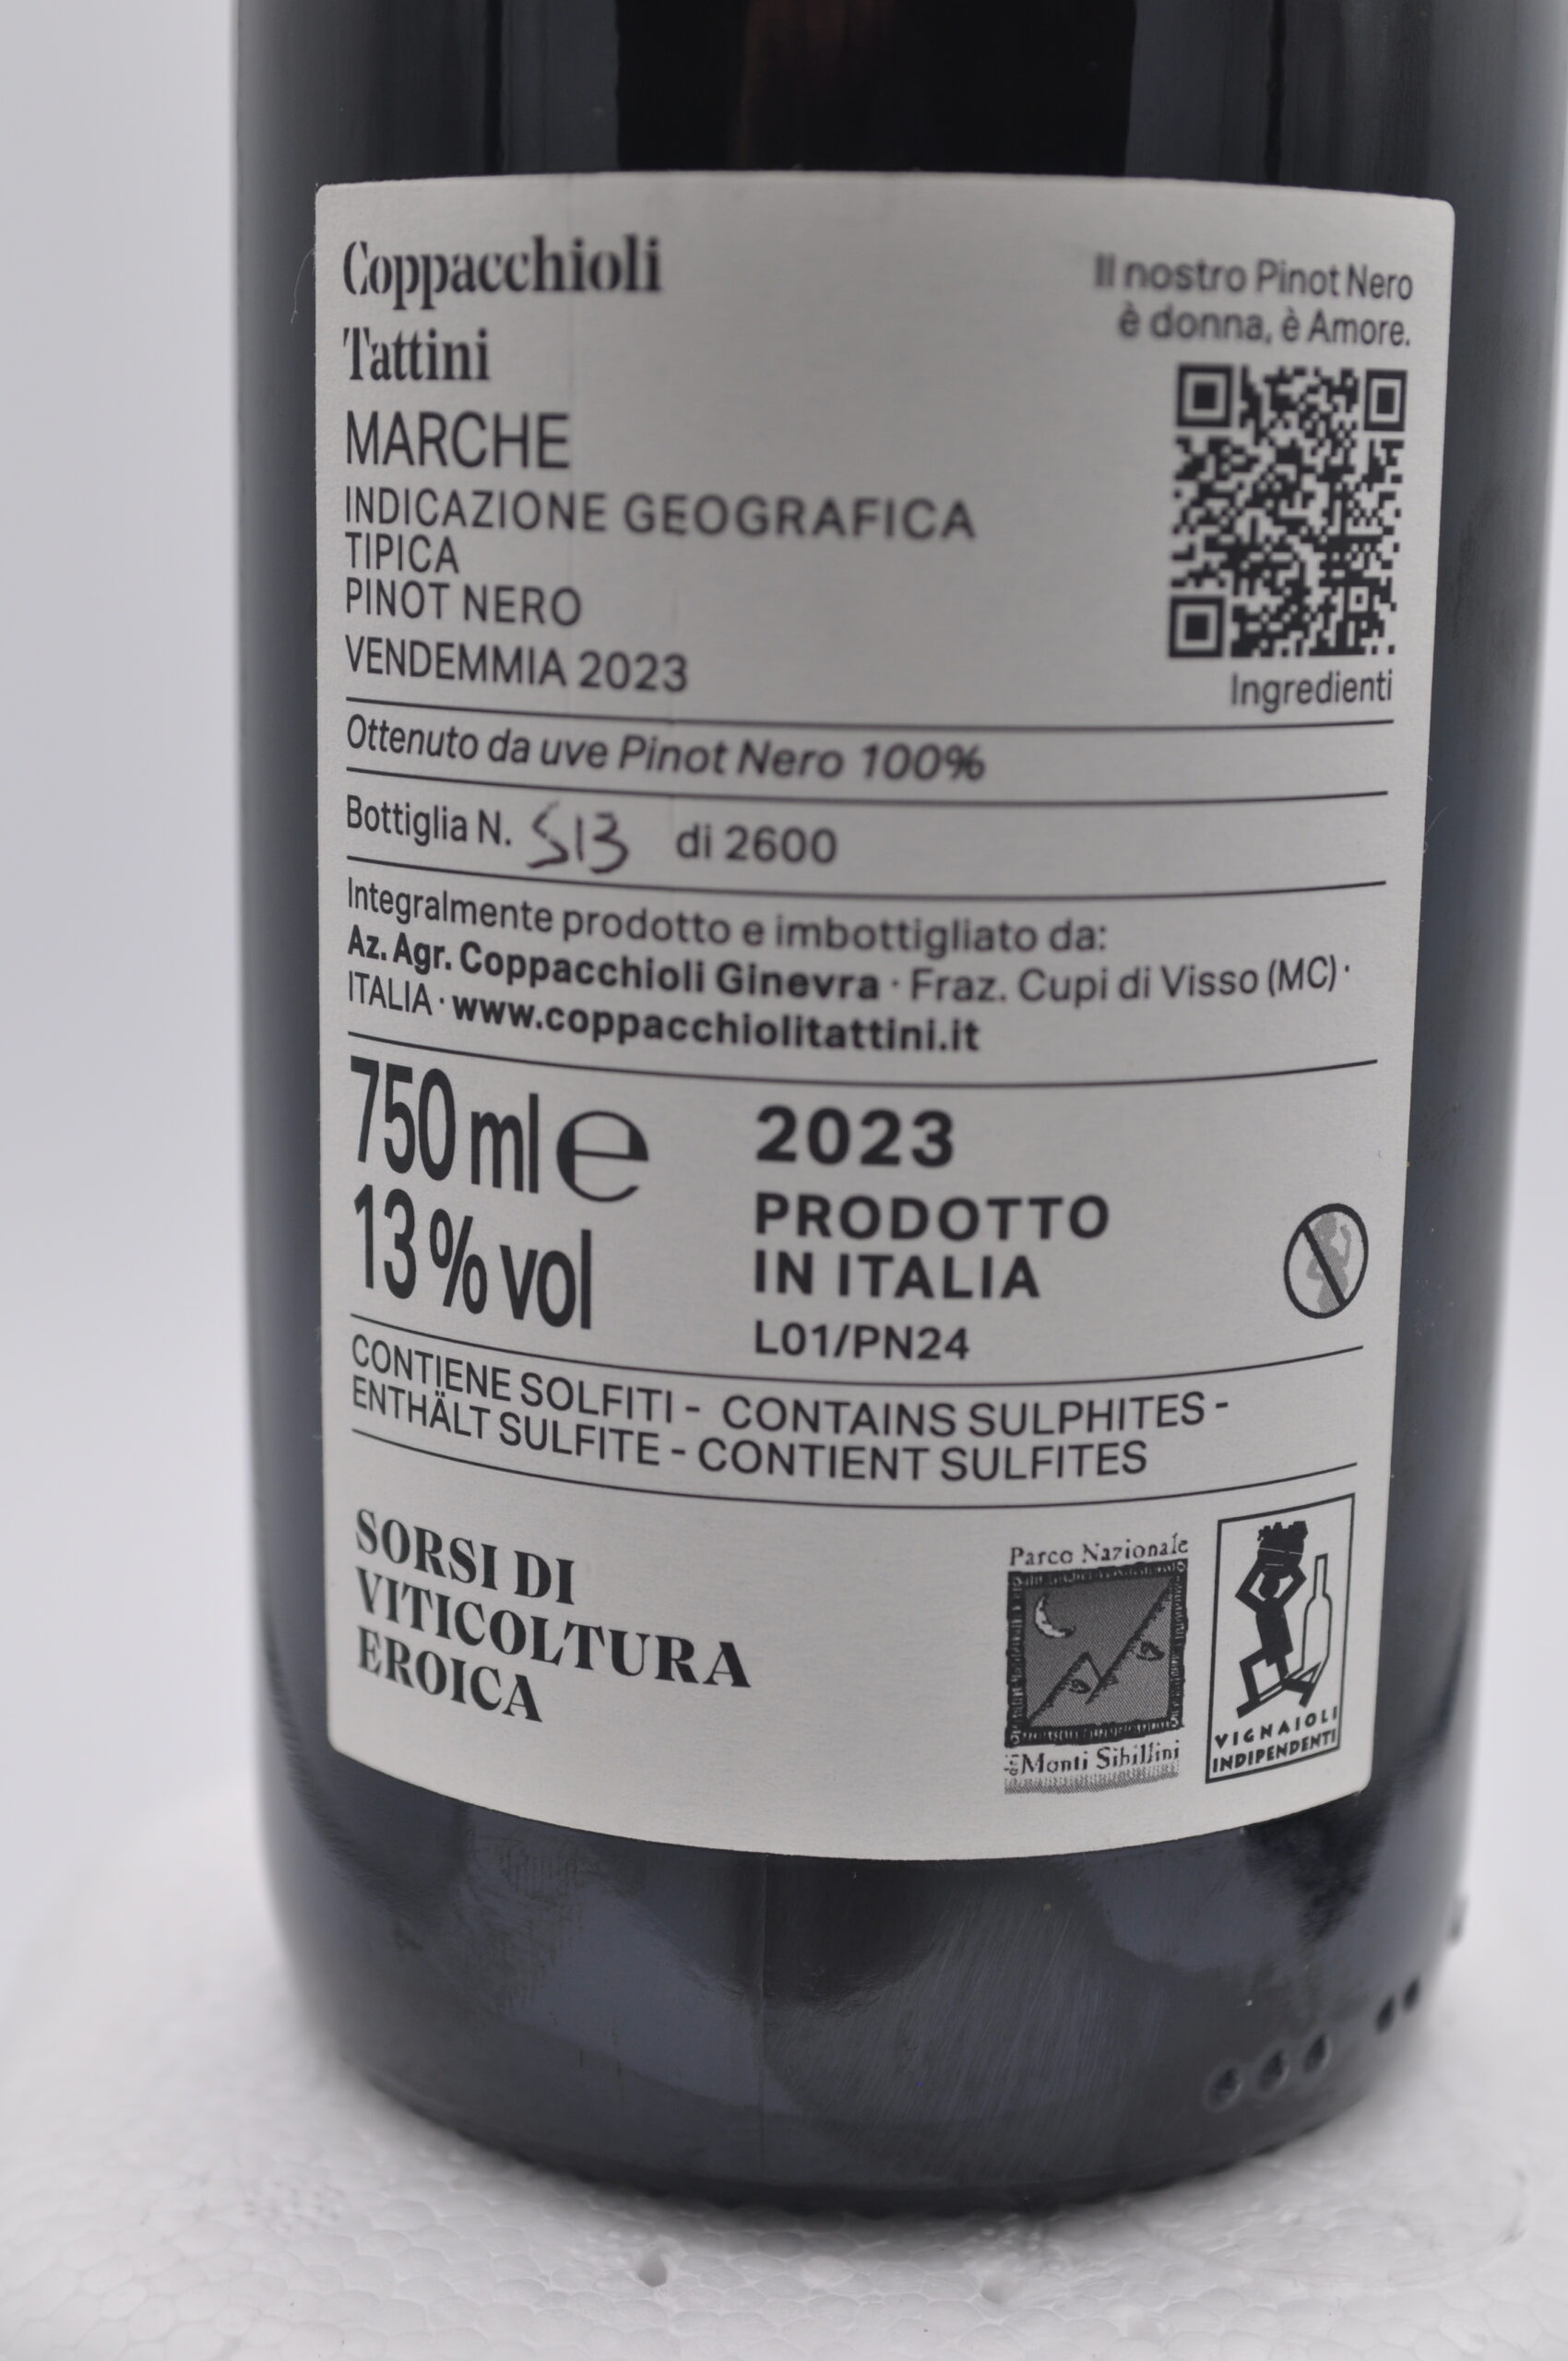 Coppacchioli
Tattini
MARCHE
INDICAZIONE GEOGRAFICA
TIPICA
PINOT NERO
VENDEMMIA 2023
Il nostro Pinot Nero
è donna, è Amore.
Ingredienti
Ottenuto da uve Pinot Nero 100%
Bottiglia N. 513 di 2600
Integralmente prodotto e imbottigliato da:
Az. Agr. Coppacchioli Ginevra · Fraz. Cupi di Visso (MC) ·
ITALIA · www.coppacchiolitattini.it
750 ml e
13 % vol
2023
PRODOTTO
IN ITALIA
L01/PN24
CONTIENE SOLFITI - CONTAINS SULPHITES -
ENTHÄLT SULFITE - CONTIENT SULFITES
SORSI DI
VITICOLTURA
EROICA
Parco Nazionale
dei Monti Sibillini
VIGNAIOLI
INDIPENDENTI